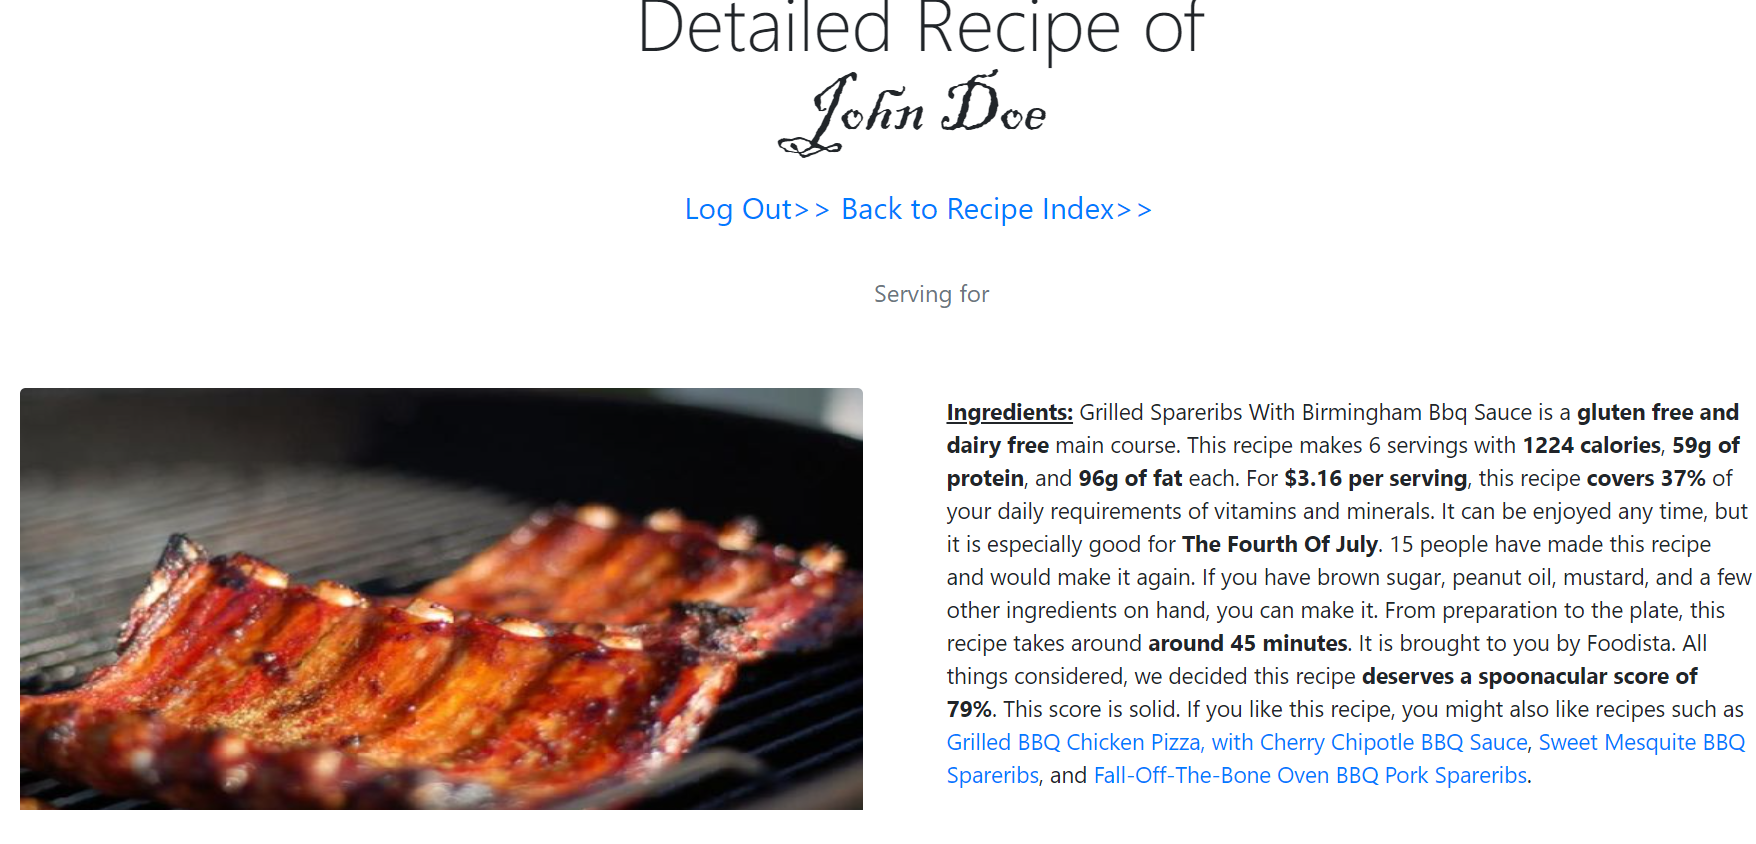 Detailed Recipe of
John Doe
Log Out>> Back to Recipe Index>>
Serving for
Ingredients: Grilled Spareribs With Birmingham Bbq Sauce is a gluten free and
dairy free main course. This recipe makes 6 servings with 1224 calories, 59g of
protein, and 96g of fat each. For $3.16 per serving, this recipe covers 37% of
your daily requirements of vitamins and minerals. It can be enjoyed any time, but
it is especially good for The Fourth Of July. 15 people have made this recipe
and would make it again. If you have brown sugar, peanut oil, mustard, and a few
other ingredients on hand, you can make it. From preparation to the plate, this
recipe takes around around 45 minutes. It is brought to you by Foodista. All
things considered, we decided this recipe deserves a spoonacular score of
79%. This score is solid. If you like this recipe, you might also like recipes such as
Grilled BBQ Chicken Pizza, with Cherry Chipotle BBQ Sauce, Sweet Mesquite BBQ
Spareribs, and Fall-Off-The-Bone Oven BBQ Pork Spareribs.